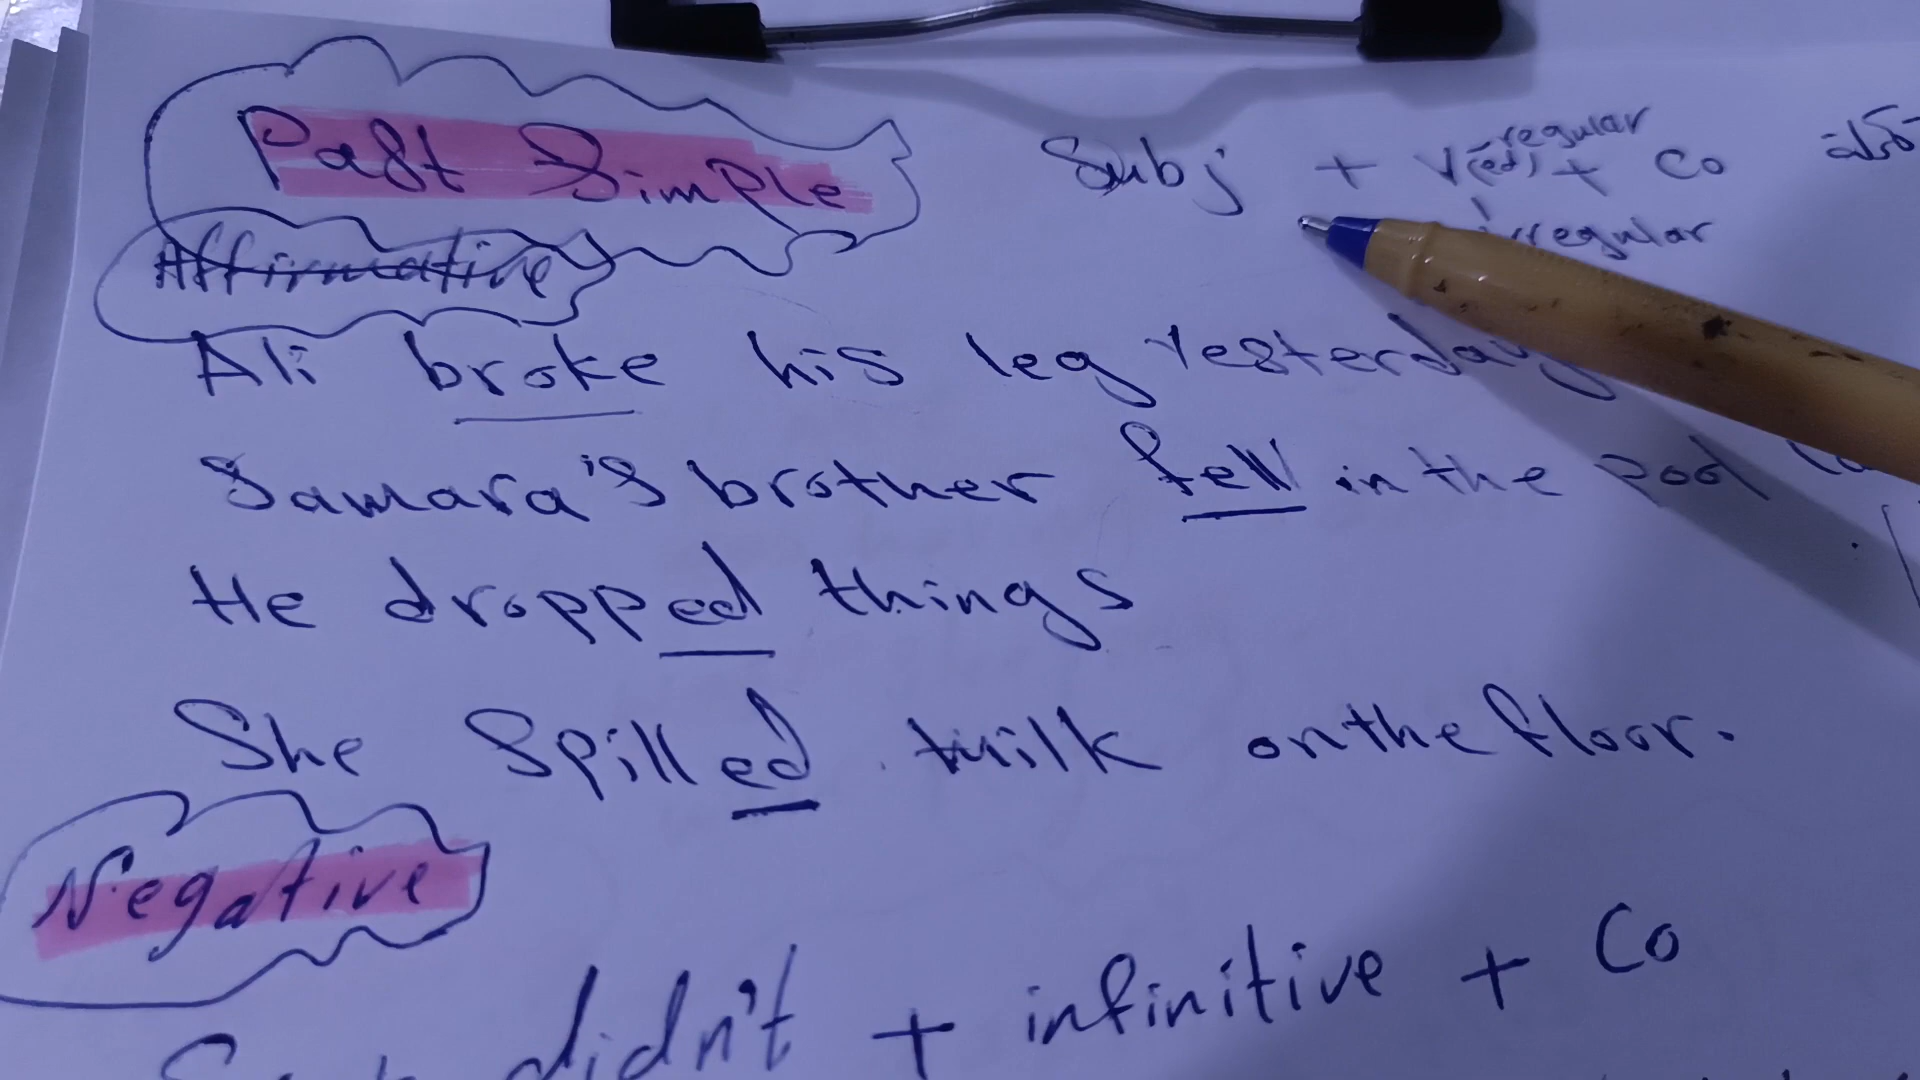 Past Simple
Subj + V(ed) + Co
regular
irregular
Affirmative
Ali broke his leg Yesterday
Samara's brother fell in the pool
He dropped things
She Spilled milk on the floor.
Negative
didn't + infinitive + Co